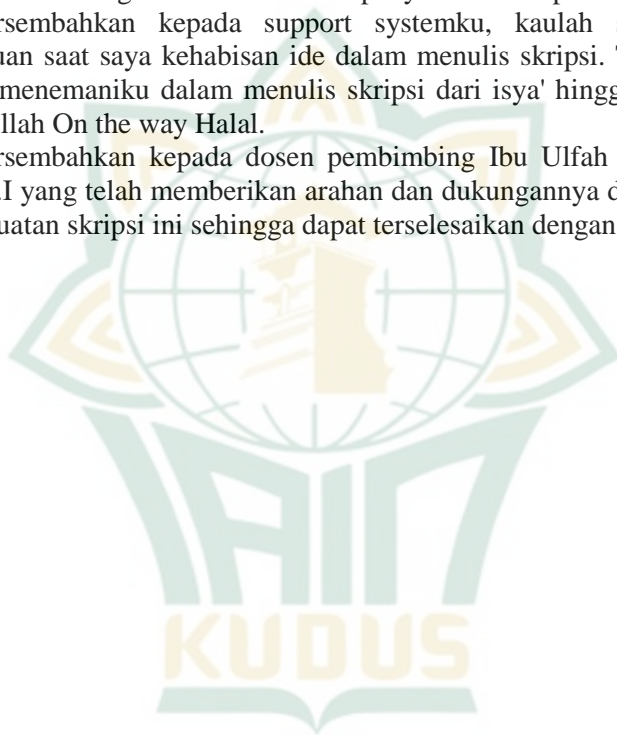 rsembahkan kepada support systemku, kaulah s
uan saat saya kehabisan ide dalam menulis skripsi.
menemaniku dalam menulis skripsi dari isya' hingg
llah On the way Halal.
rsembahkan kepada dosen pembimbing Ibu Ulfah
.I yang telah memberikan arahan dan dukungannya d
uatan skripsi ini sehingga dapat terselesaikan dengan
IAIN
KUDUS